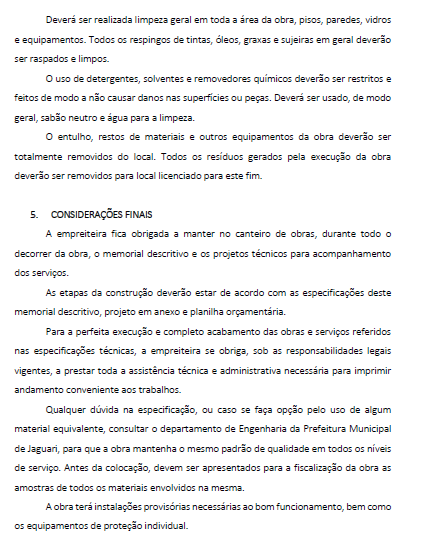 Deverá ser realizada limpeza geral em toda a área da obra, pisos, paredes, vidros
e equipamentos. Todos os respingos de tintas, óleos, graxas e sujeiras em geral deverão
ser raspados e limpos.
O uso de detergentes, solventes e removedores químicos deverão ser restritos e
feitos de modo a não causar danos nas superfícies ou peças. Deverá ser usado, de modo
geral, sabão neutro e água para a limpeza.
O entulho, restos de materiais e outros equipamentos da obra deverão ser
totalmente removidos do local. Todos os resíduos gerados pela execução da obra
deverão ser removidos para local licenciado para este fim.
5. CONSIDERAÇÕES FINAIS
A empreiteira fica obrigada a manter no canteiro de obras, durante todo o
decorrer da obra, o memorial descritivo e os projetos técnicos para acompanhamento
dos serviços.
As etapas da construção deverão estar de acordo com as especificações deste
memorial descritivo, projeto em anexo e planilha orçamentária.
Para a perfeita execução e completo acabamento das obras e serviços referidos
nas especificações técnicas, a empreiteira se obriga, sob as responsabilidades legais
vigentes, a prestar toda a assistência técnica e administrativa necessária para imprimir
andamento conveniente aos trabalhos.
Qualquer dúvida na especificação, ou caso se faça opção pelo uso de algum
material equivalente, consultar o departamento de Engenharia da Prefeitura Municipal
de Jaguari, para que a obra mantenha o mesmo padrão de qualidade em todos os níveis
de serviço. Antes da colocação, devem ser apresentados para a fiscalização da obra as
amostras de todos os materiais envolvidos na mesma.
A obra terá instalações provisórias necessárias ao bom funcionamento, bem como
os equipamentos de proteção individual.